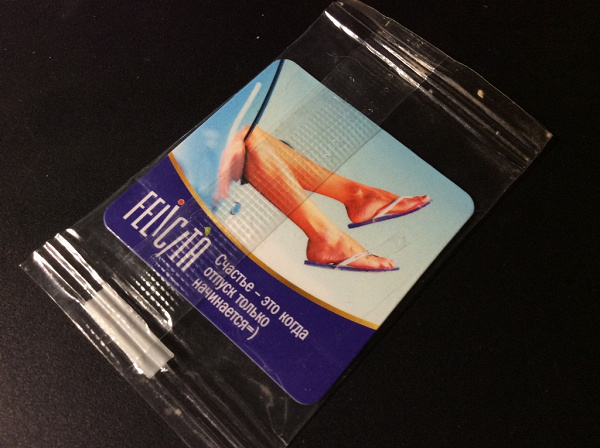 FELICITA
Счастье – это когда
отпуск только
начинается=)